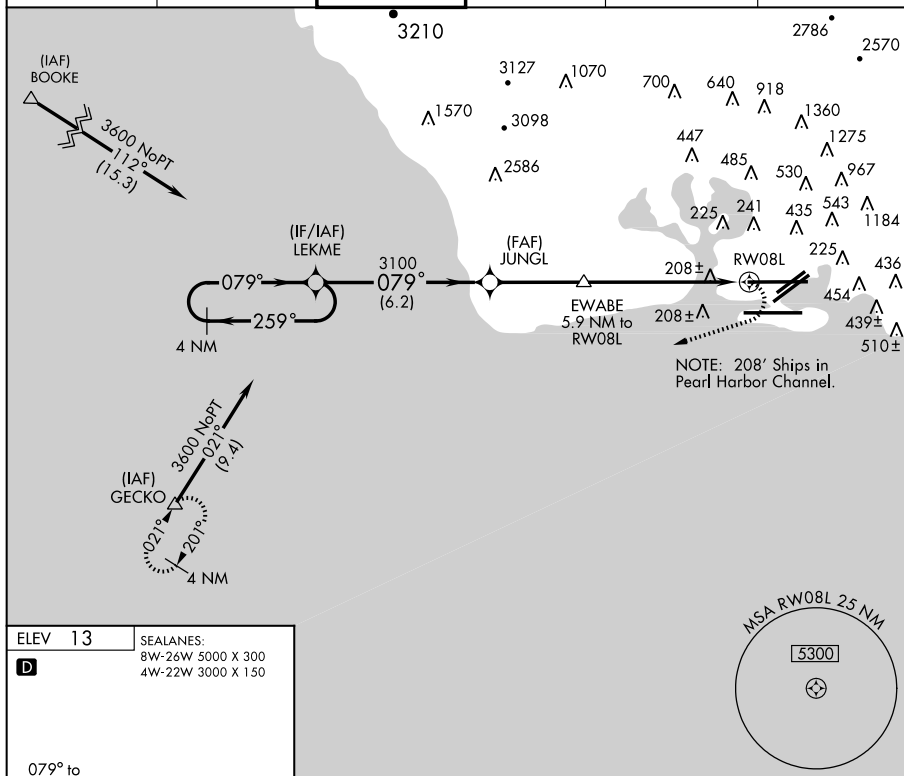 3210
2786
2570
(IAF)
BOOKE
3127
1070
700
640
918
1570
3600 NoPT
112°
(15.3)
3098
1360
447
1275
2586
485
530
967
(IF/IAF)
LEKME
225
241
435
543
1184
(FAF)
JUNGL
RW08L
225
436
079°
3100
079°
(6.2)
208±
EWABE
5.9 NM to
RW08L
454
259°
208±
439±
4 NM
510±
NOTE: 208' Ships in
Pearl Harbor Channel.
3600 NoPT
021°
(9.4)
(IAF)
GECKO
021°
201°
4 NM
MSA RW08L 25 NM
5300
ELEV 13
D
SEALANES:
8W-26W 5000 X 300
4W-22W 3000 X 150
079° to